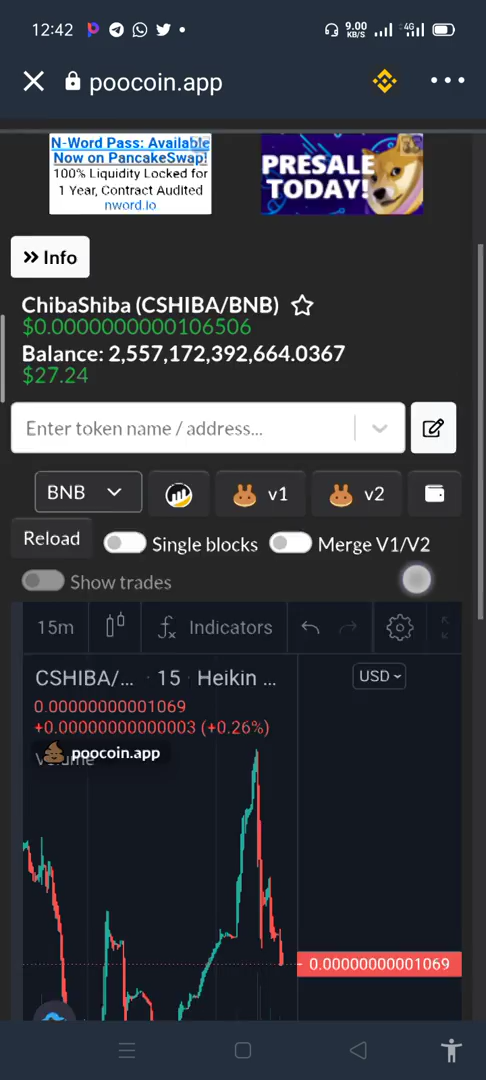 12:42
9.00
KB/S
4G
poocoin.app
N-Word Pass: Available
Now on PancakeSwap!
100% Liquidity Locked for
1 Year, Contract Audited
nword.io
PRESALE
TODAY!
Info
ChibaShiba (CSHIBA/BNB)
$0.0000000000106506
Balance: 2,557,172,392,664.0367
$27.24
Enter token name / address...
BNB
v1
v2
Reload
Single blocks
Merge V1/V2
Show trades
15m
Indicators
CSHIBA/... · 15 Heikin ...
USD
0.00000000001069
+0.00000000000003 (+0.26%)
Volume
poocoin.app
0.00000000001069